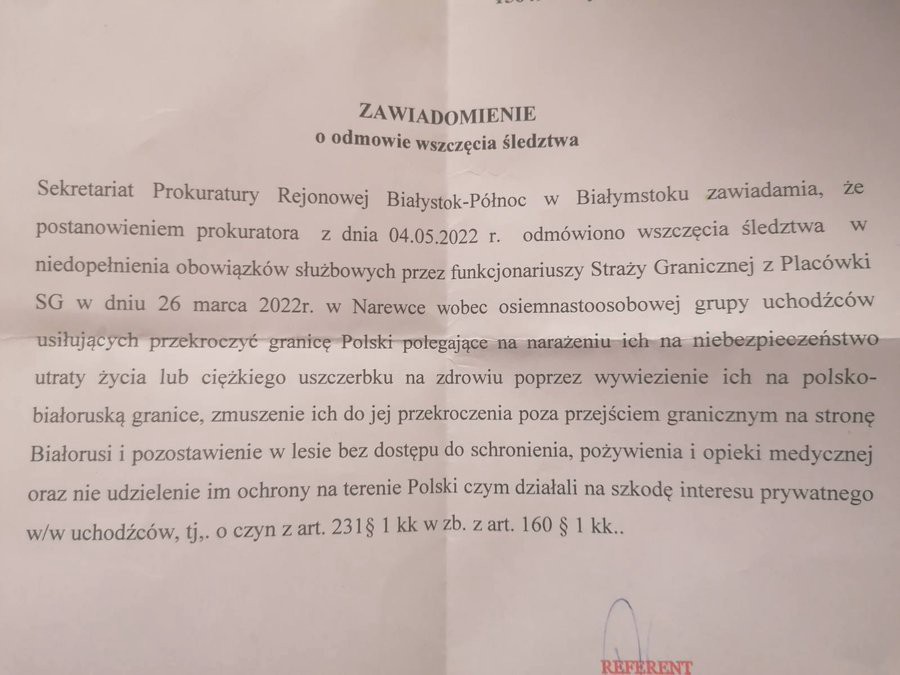 ZAWIADOMIENIE
o odmowie wszczęcia śledztwa
Sekretariat Prokuratury Rejonowej Białystok-Północ w Białymstoku zawiadamia, że
postanowieniem prokuratora z dnia 04.05.2022 r. odmówiono wszczęcia śledztwa w
niedopełnienia obowiązków służbowych przez funkcjonariuszy Straży Granicznej z Placówki
SG w dniu 26 marca 2022r. w Narewce wobec osiemnastoosobowej grupy uchodźców
usiłujących przekroczyć granicę Polski polegające na narażeniu ich na niebezpieczeństwo
utraty życia lub ciężkiego uszczerbku na zdrowiu poprzez wywiezienie ich na polsko-
białoruską granice, zmuszenie ich do jej przekroczenia poza przejściem granicznym na stronę
Białorusi i pozostawienie w lesie bez dostępu do schronienia, pożywienia i opieki medycznej
oraz nie udzielenie im ochrony na terenie Polski czym działali na szkodę interesu prywatnego
w/w uchodźców, tj,. o czyn z art. 231§ 1 kk w zb. z art. 160 § 1 kk..
REFERENT